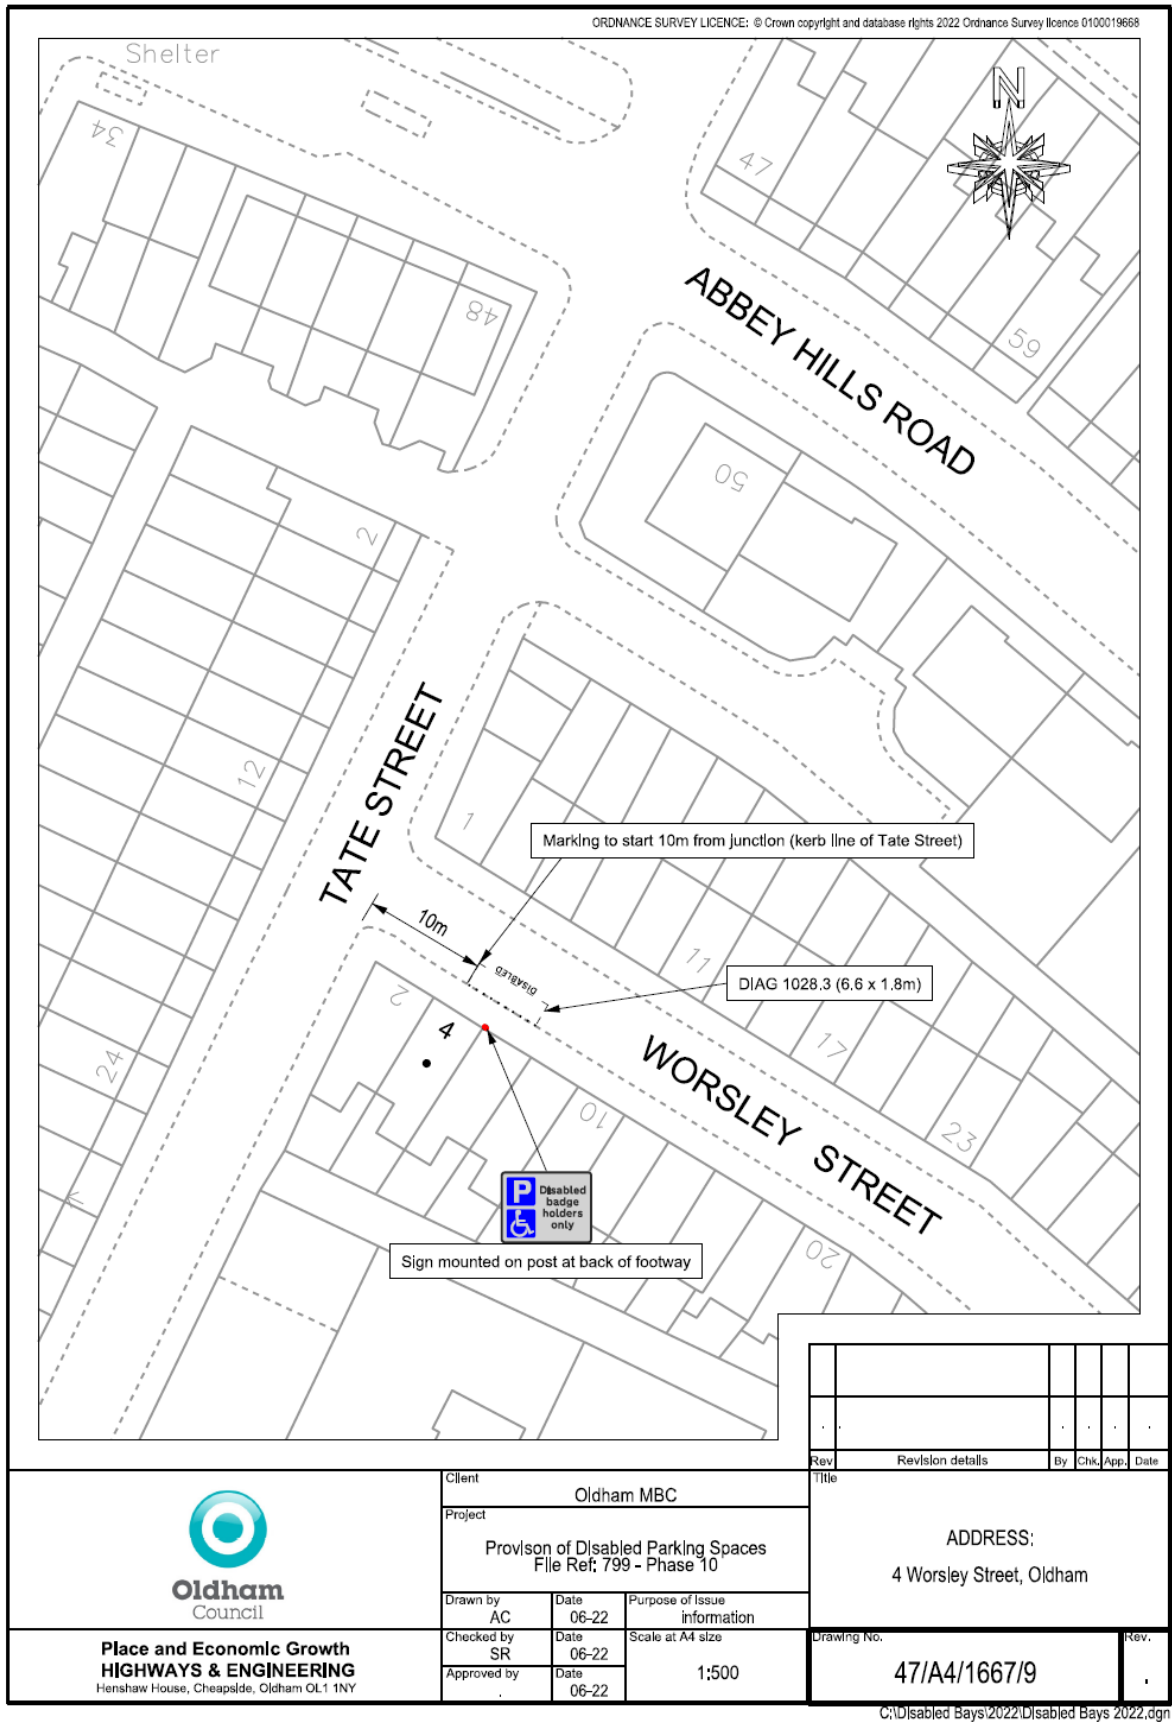 ORDNANCE SURVEY LICENCE: © Crown copyright and database rights 2022 Ordnance Survey licence 0100019668
Shelter
N
34
47
48
59
ABBEY HILLS ROAD
50
2
12
TATE STREET
1
Marking to start 10m from junction (kerb line of Tate Street)
10m
DISABLED
11
DIAG 1028.3 (6.6 x 1.8m)
2
4
17
24
WORSLEY STREET
10
23
P
Disabled
badge
holders
only
20
Sign mounted on post at back of footway
Rev
Revision details
By
Chk.
App.
Date
Client
Oldham MBC
Title
Project
Provison of Disabled Parking Spaces
File Ref: 799 - Phase 10
ADDRESS:
4 Worsley Street, Oldham
Oldham
Council
Drawn by
AC
Date
06-22
Purpose of Issue
information
Checked by
SR
Date
06-22
Scale at A4 size
1:500
Approved by
.
Date
06-22
Drawing No.
47/A4/1667/9
Rev.
.
Place and Economic Growth
HIGHWAYS & ENGINEERING
Henshaw House, Cheapside, Oldham OL1 1NY
C:\Disabled Bays\2022\Disabled Bays 2022.dgn